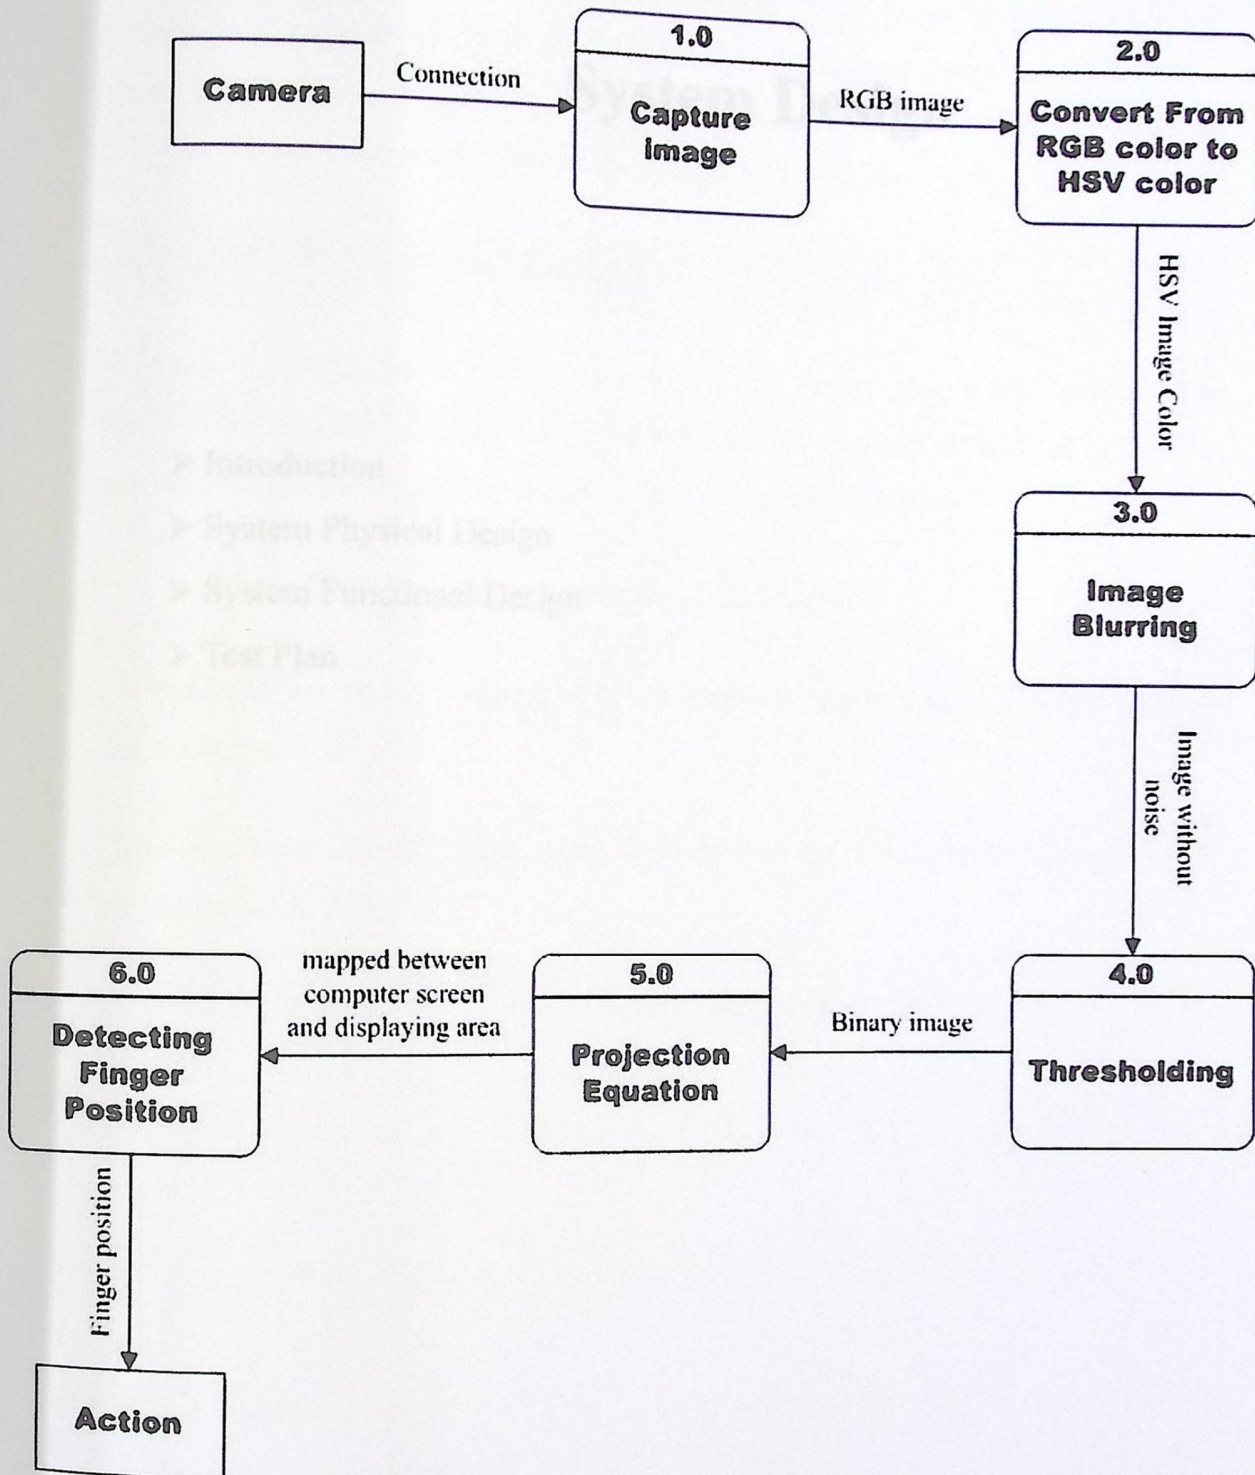 System Design
Camera
Connection
1.0
Capture
Image
RGB image
2.0
Convert From
RGB color to
HSV color
HSV Image Color
➤ Introduction
➤ System Physical Design
➤ System Functional Design
➤ Test Plan
3.0
Image
Blurring
Image without
noise
4.0
Thresholding
Binary image
5.0
Projection
Equation
mapped between
computer screen
and displaying area
6.0
Detecting
Finger
Position
Finger position
Action